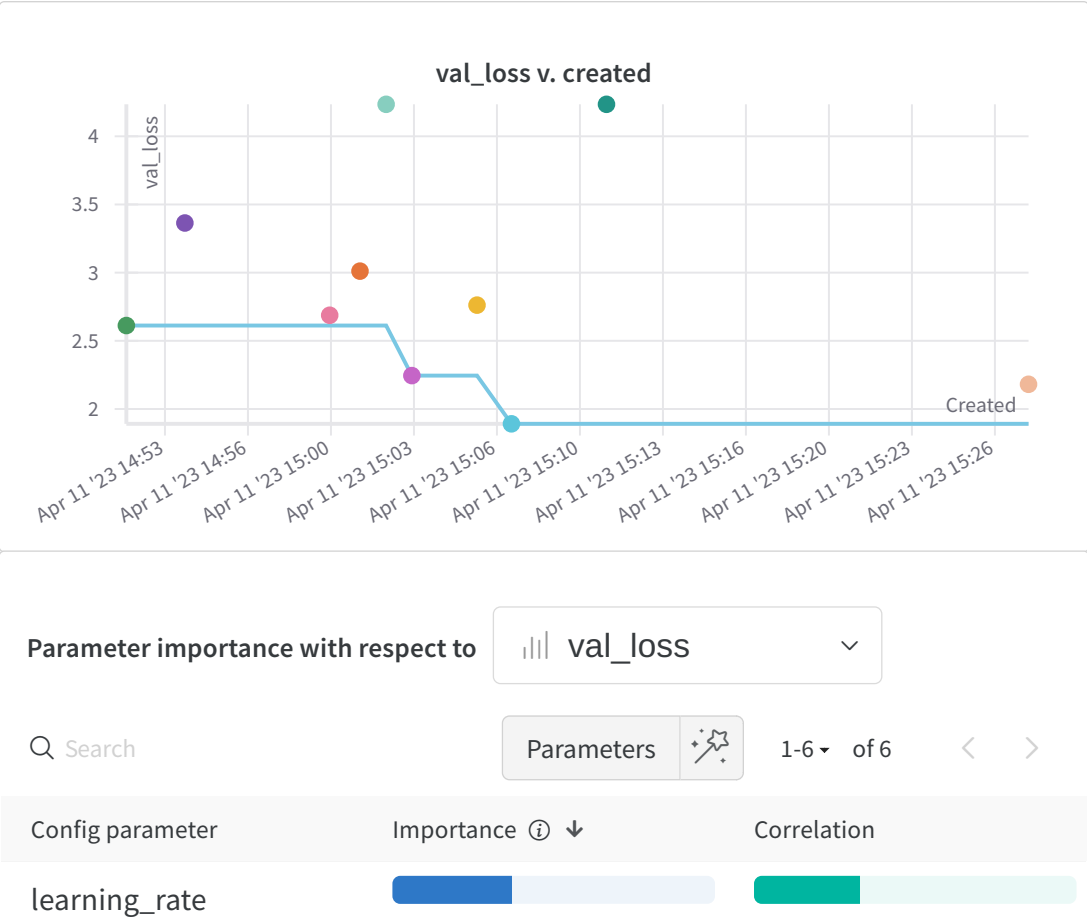 val_loss v. created
val_loss
4
3.5
3
2.5
2
Created
Apr 11 '23 14:53
Apr 11 '23 14:56
Apr 11 '23 15:00
Apr 11 '23 15:03
Apr 11 '23 15:06
Apr 11 '23 15:10
Apr 11 '23 15:13
Apr 11 '23 15:16
Apr 11 '23 15:20
Apr 11 '23 15:23
Apr 11 '23 15:26
Parameter importance with respect to val_loss
Search Parameters 1-6 of 6
Config parameter Importance Correlation
learning_rate